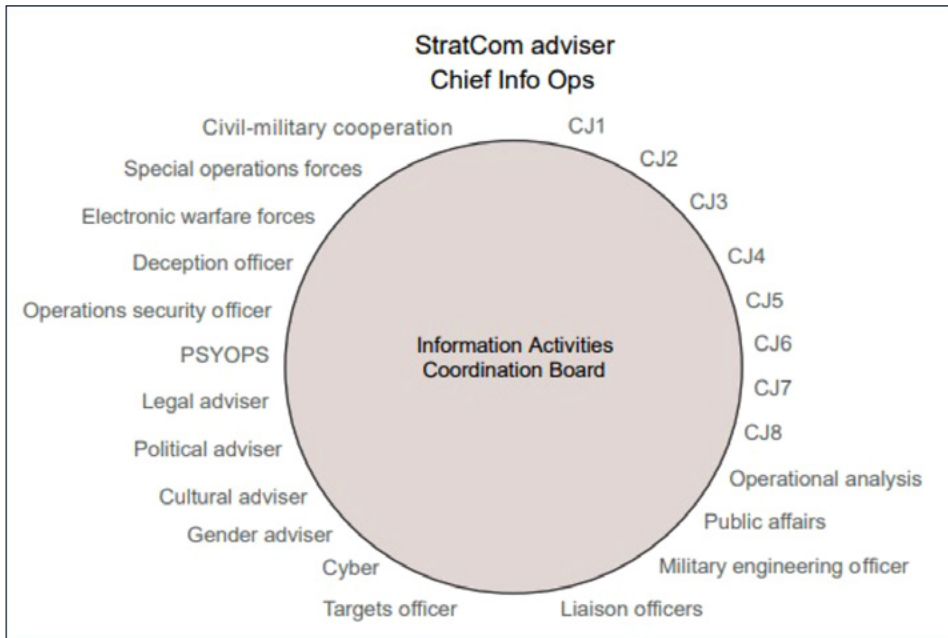 StratCom adviser
Chief Info Ops
Civil-military cooperation
CJ1
Special operations forces
CJ2
Electronic warfare forces
CJ3
Deception officer
CJ4
Operations security officer
CJ5
PSYOPS
CJ6
Information Activities
Coordination Board
Legal adviser
CJ7
Political adviser
CJ8
Cultural adviser
Operational analysis
Gender adviser
Public affairs
Cyber
Military engineering officer
Targets officer
Liaison officers